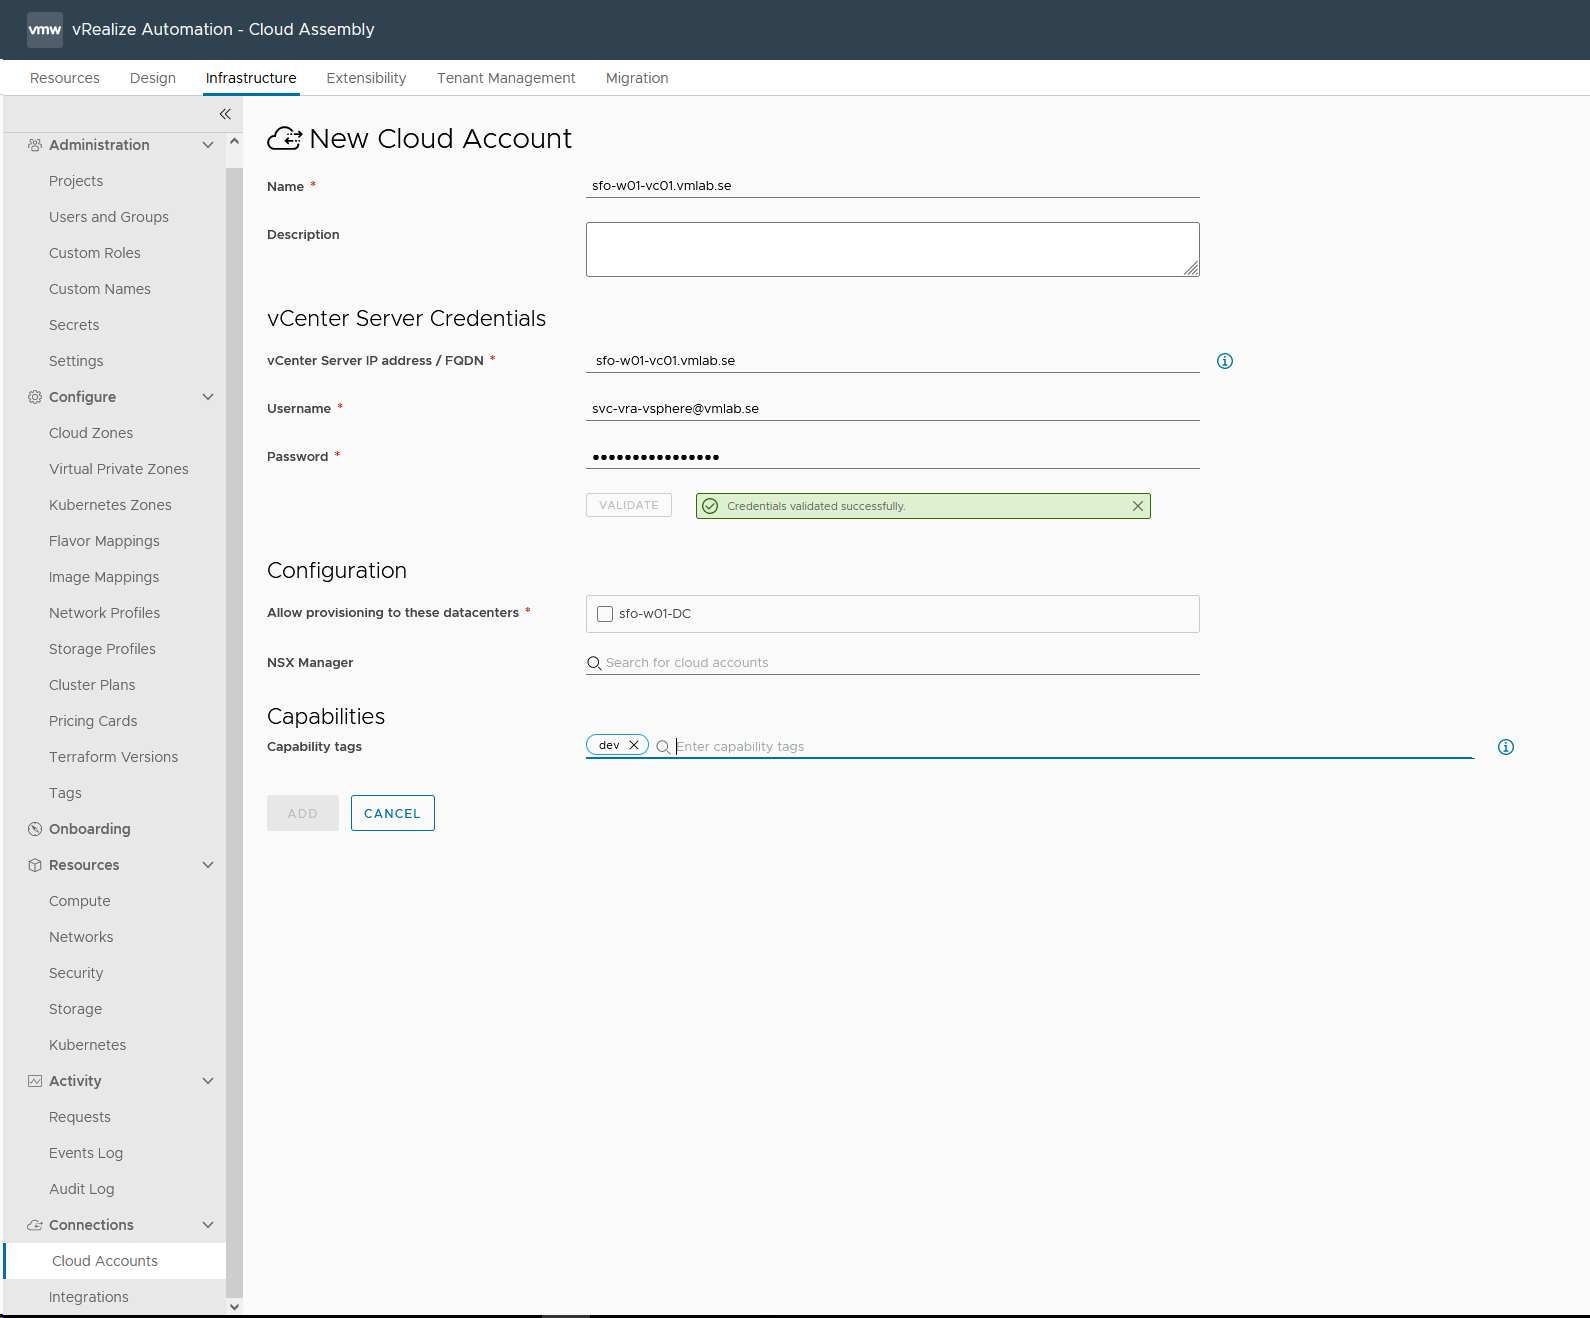 vmw vRealize Automation - Cloud Assembly
Resources Design Infrastructure Extensibility Tenant Management Migration
Administration
Projects
Users and Groups
Custom Roles
Custom Names
Secrets
Settings
Configure
Cloud Zones
Virtual Private Zones
Kubernetes Zones
Flavor Mappings
Image Mappings
Network Profiles
Storage Profiles
Cluster Plans
Pricing Cards
Terraform Versions
Tags
Onboarding
Resources
Compute
Networks
Security
Storage
Kubernetes
Activity
Requests
Events Log
Audit Log
Connections
Cloud Accounts
Integrations
New Cloud Account
Name * sfo-w01-vc01.vmlab.se
Description
vCenter Server Credentials
vCenter Server IP address / FQDN * sfo-w01-vc01.vmlab.se
Username * svc-vra-vsphere@vmlab.se
Password * ••••••••••••••••
VALIDATE Credentials validated successfully.
Configuration
Allow provisioning to these datacenters * sfo-w01-DC
NSX Manager Search for cloud accounts
Capabilities
Capability tags dev Enter capability tags
ADD CANCEL